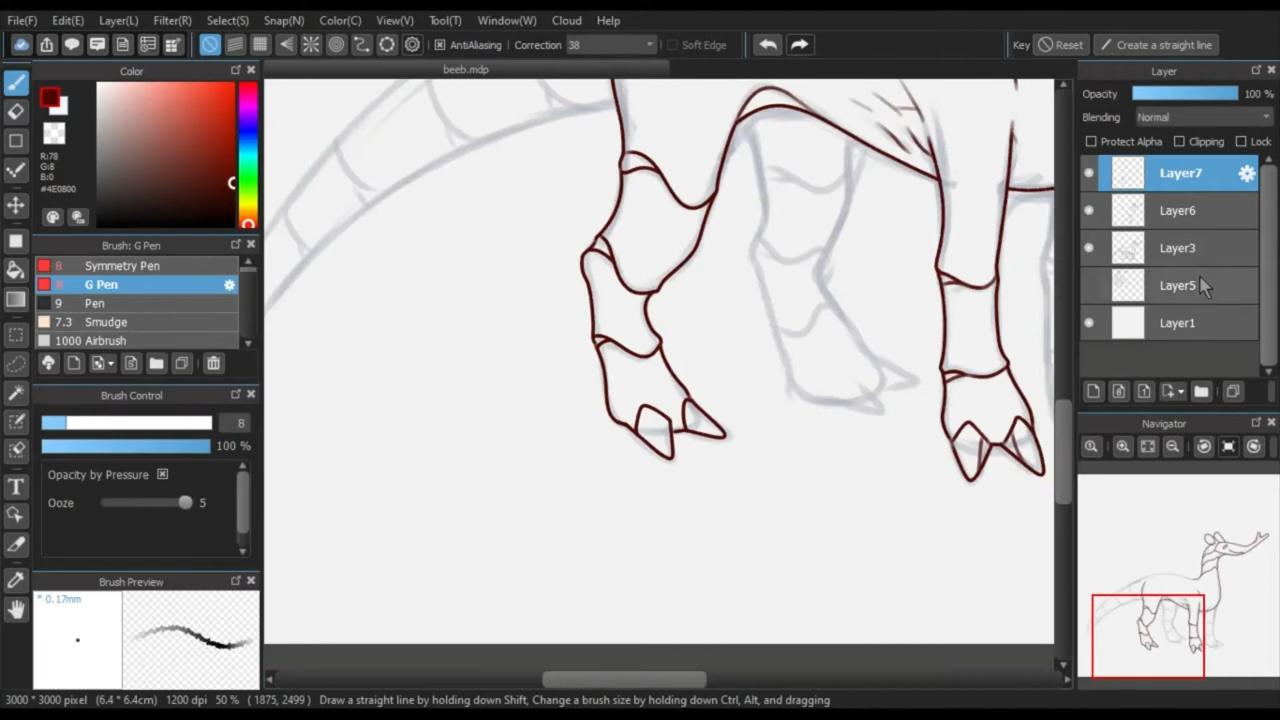 File(F) Edit(E) Layer(L) Filter(R) Select(S) Snap(N) Color(C) View(V) Tool(T) Window(W) Cloud Help
AntiAliasing Correction 38 Soft Edge Key Reset Create a straight line
Color
R:78
G:8
B:0
#4E0800
Brush: G Pen
8 Symmetry Pen
8 G Pen
9 Pen
7.3 Smudge
1000 Airbrush
Brush Control
8
100 %
Opacity by Pressure
Ooze 5
Brush Preview
* 0.17mm
beeb.mdp
Layer
Opacity 100 %
Blending Normal
Protect Alpha Clipping Lock
Layer7
Layer6
Layer3
Layer5
Layer1
Navigator
3000 * 3000 pixel (6.4 * 6.4cm) 1200 dpi 50 % ( 1875, 2499 ) Draw a straight line by holding down Shift, Change a brush size by holding down Ctrl, Alt, and dragging